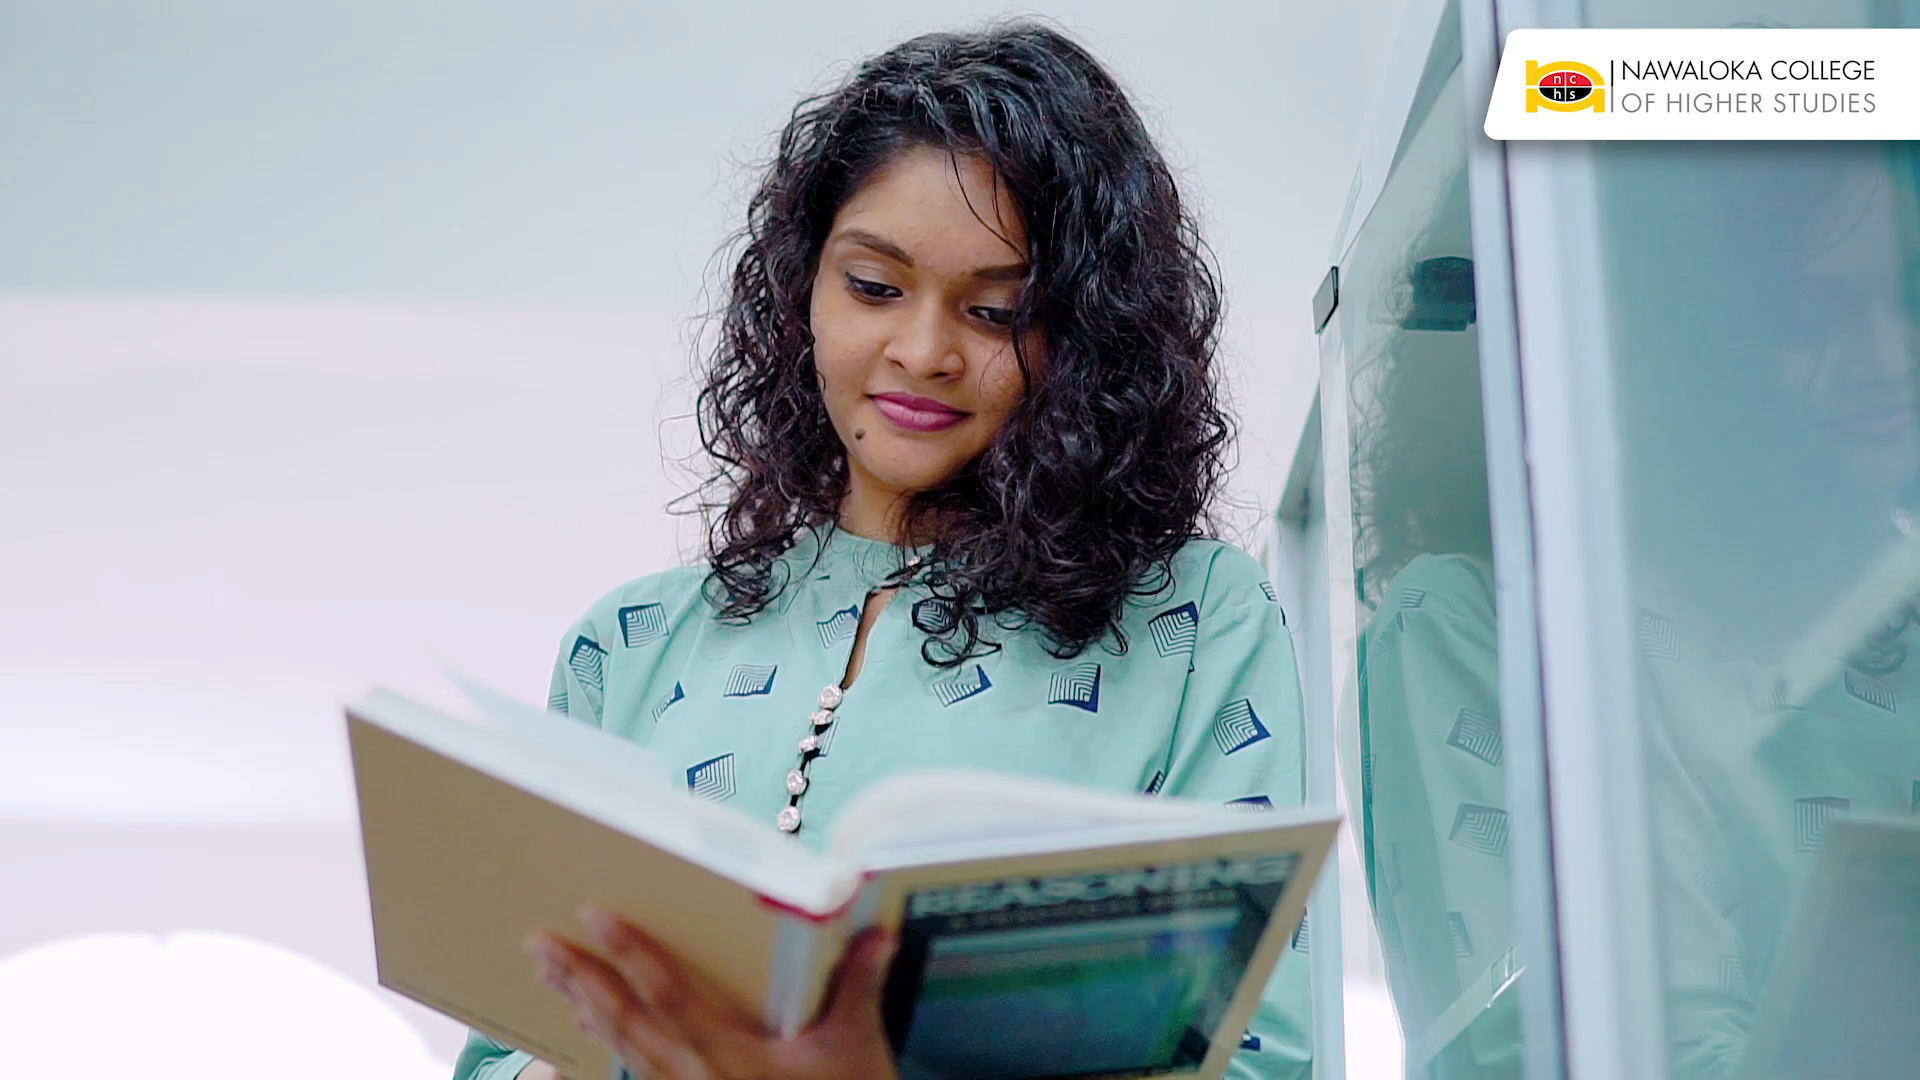 nc
hs
NAWALOKA COLLEGE
OF HIGHER STUDIES
REASONING